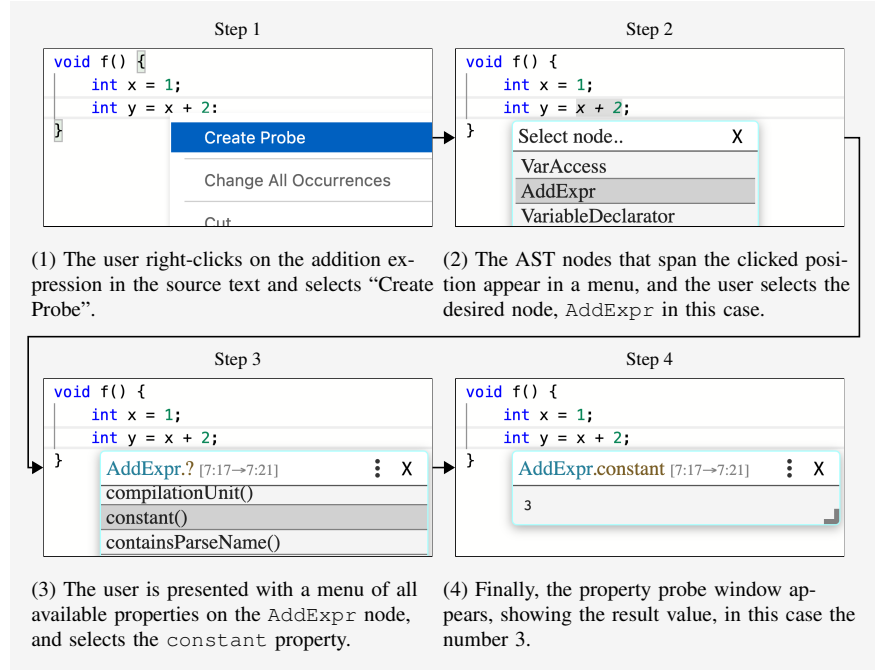 Step 1
void f() {
int x = 1;
int y = x + 2:
}
Create Probe
Change All Occurrences
Cut
(1) The user right-clicks on the addition ex-
pression in the source text and selects “Create
Probe”.
Step 2
void f() {
int x = 1;
int y = x + 2;
}
Select node.. X
VarAccess
AddExpr
VariableDeclarator
(2) The AST nodes that span the clicked posi-
tion appear in a menu, and the user selects the
desired node, AddExpr in this case.
Step 3
void f() {
int x = 1;
int y = x + 2;
}
AddExpr.? [7:17→7:21] ⋮ X
compilationUnit()
constant()
containsParseName()
(3) The user is presented with a menu of all
available properties on the AddExpr node,
and selects the constant property.
Step 4
void f() {
int x = 1;
int y = x + 2;
}
AddExpr.constant [7:17→7:21] ⋮ X
3
(4) Finally, the property probe window ap-
pears, showing the result value, in this case the
number 3.